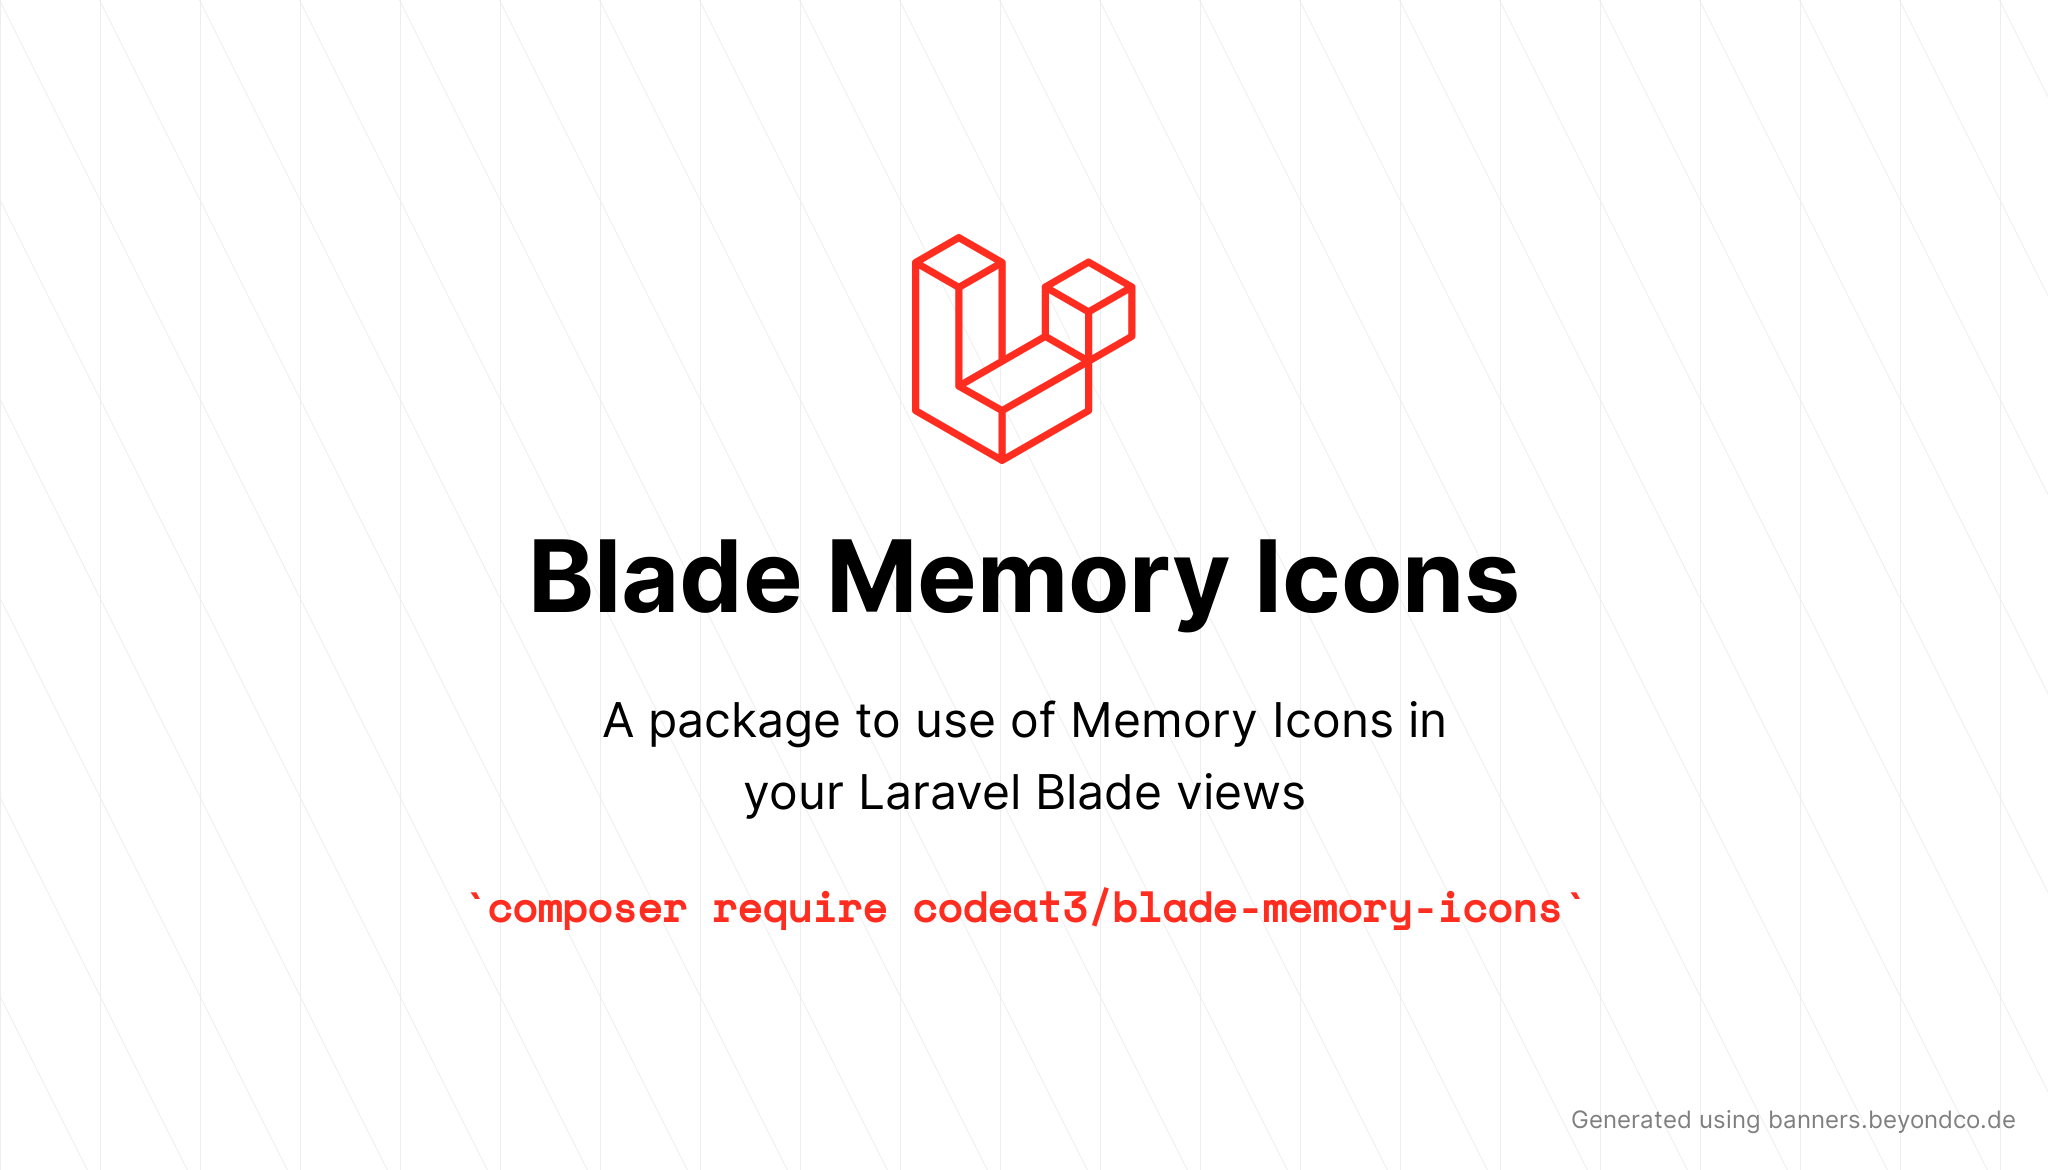 Blade Memory Icons
A package to use of Memory Icons in
your Laravel Blade views
`composer require codeat3/blade-memory-icons`
Generated using banners.beyondco.de